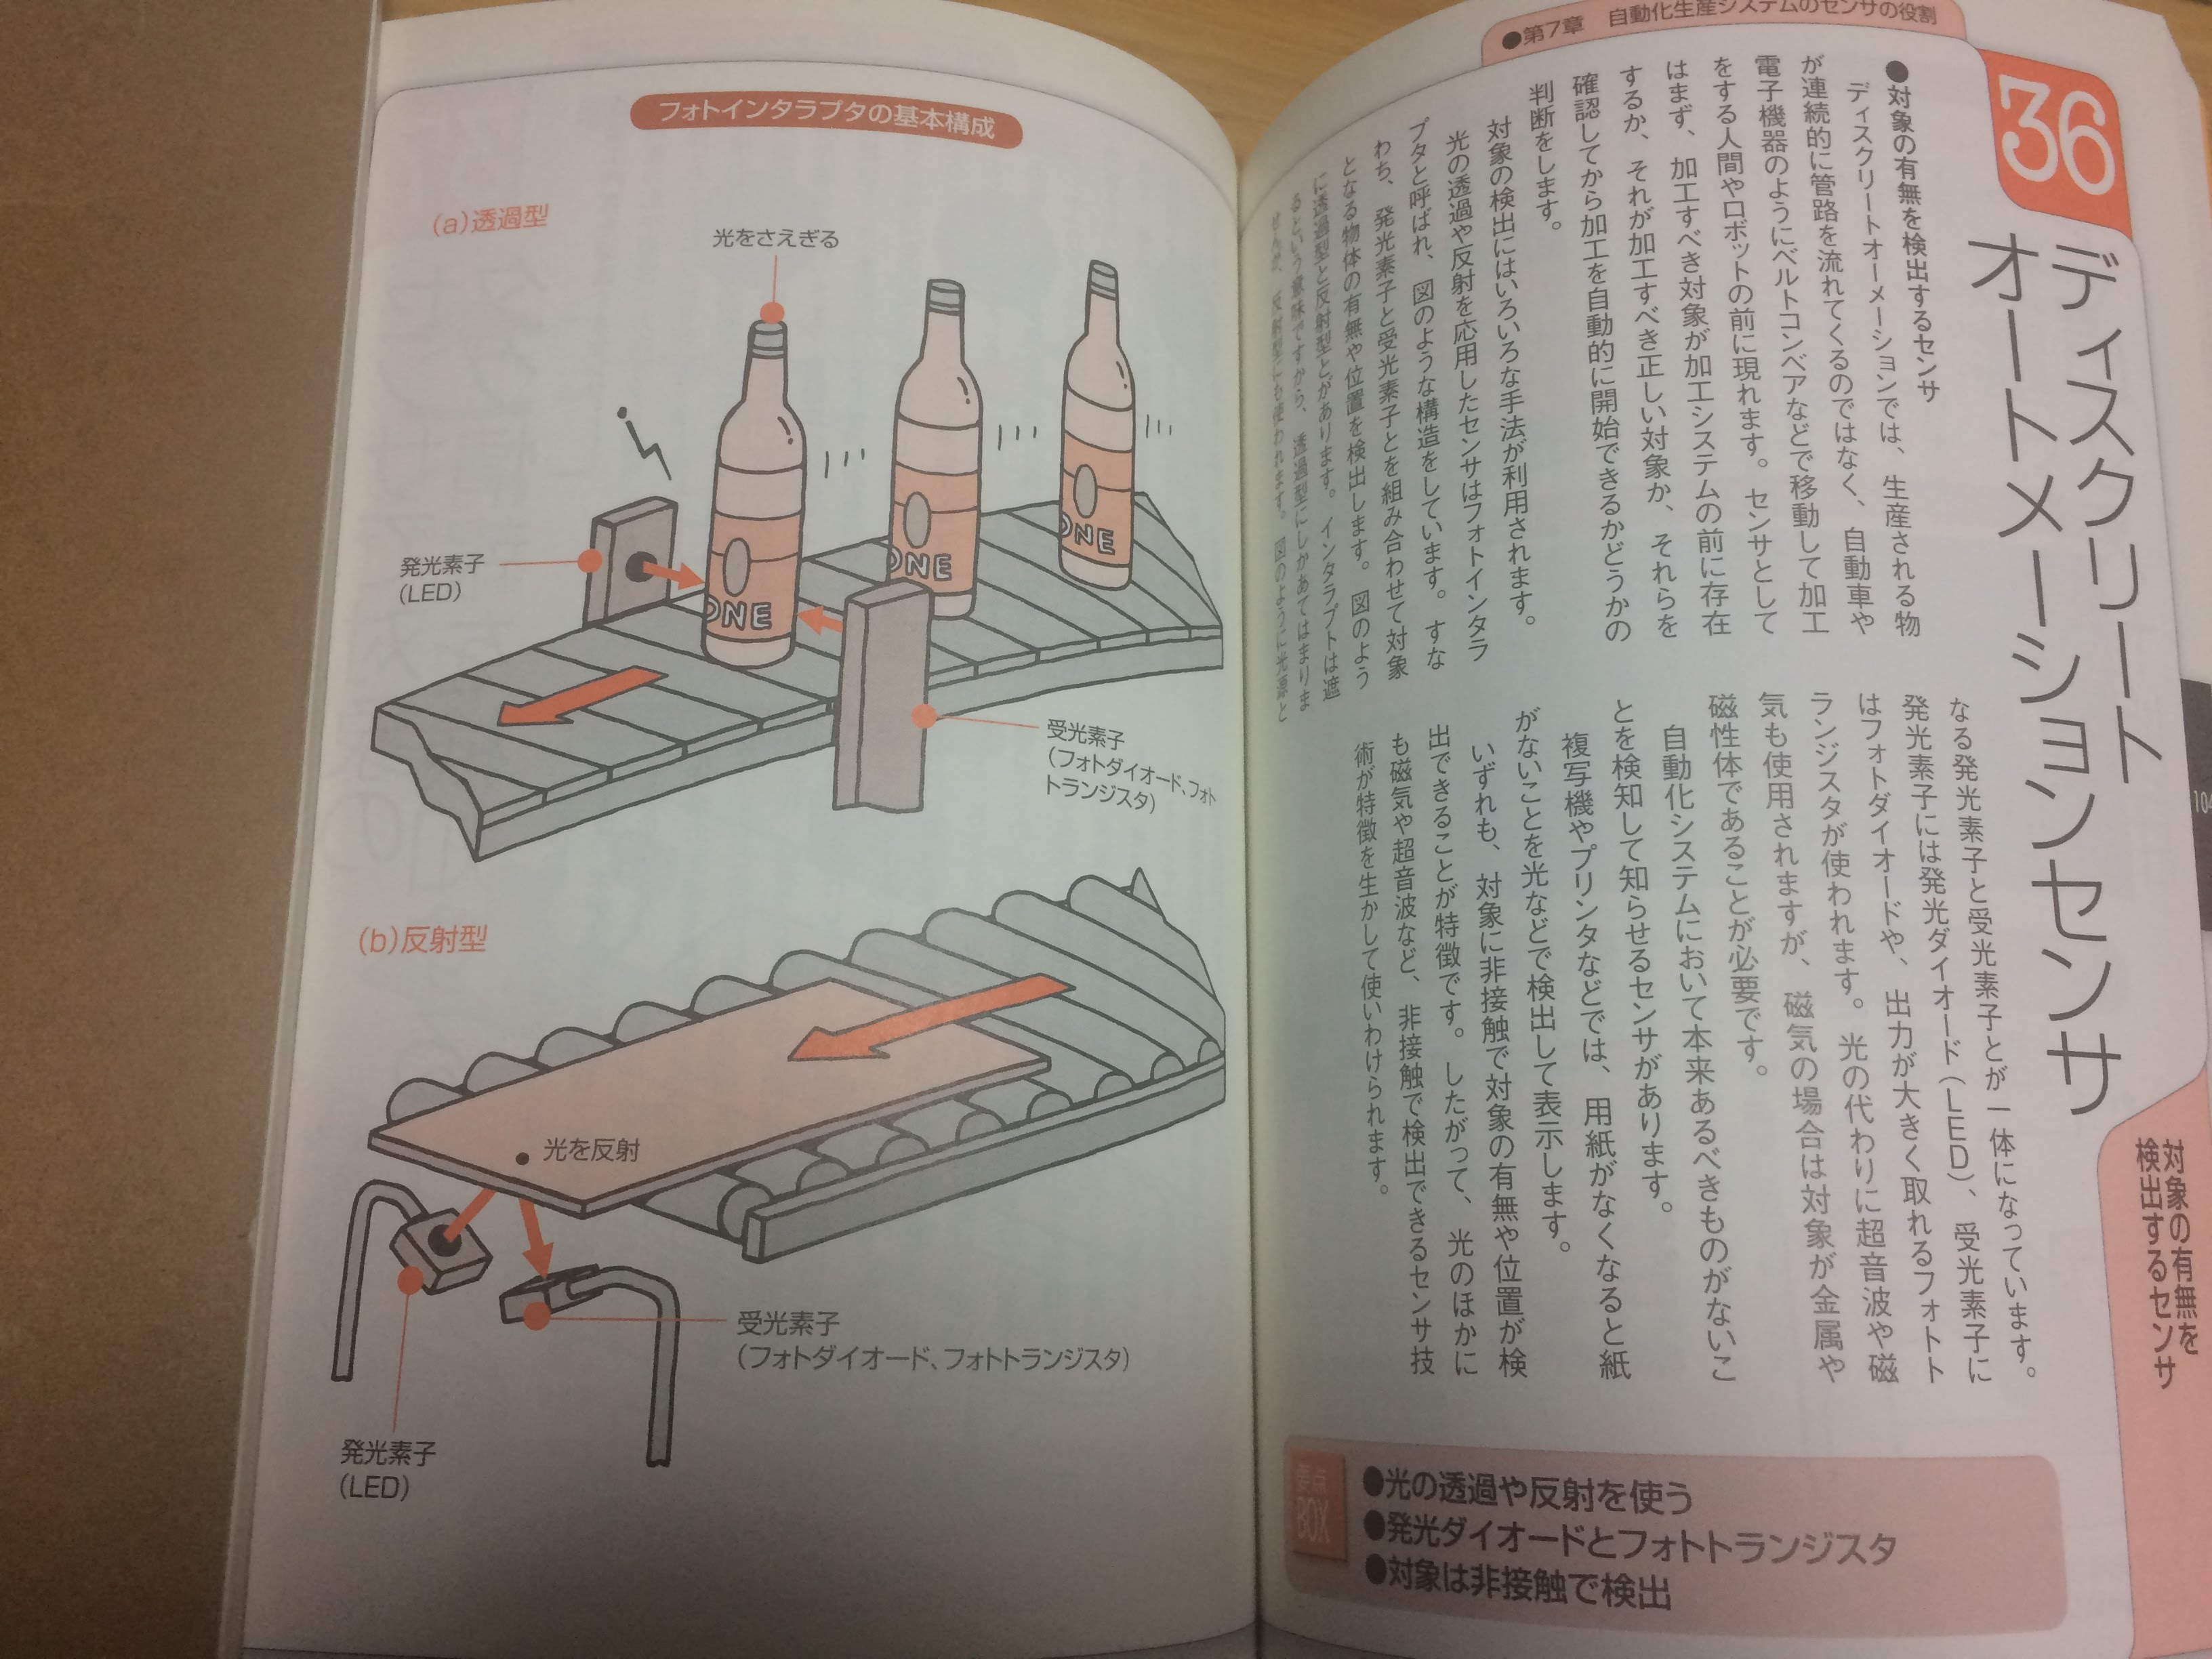 ●第7章　自動化生産システムのセンサの役割
36
ディスクリート
オートメーションセンサ
対象の有無を
検出するセンサ
104
●対象の有無を検出するセンサ
ディスクリートオーメーションでは、生産される物
が連続的に管路を流れてくるのではなく、自動車や
電子機器のようにベルトコンベアなどで移動して加工
をする人間やロボットの前に現れます。センサとして
はまず、加工すべき対象が加工システムの前に存在
するか、それが加工すべき正しい対象か、それらを
確認してから加工を自動的に開始できるかどうかの
判断をします。
対象の検出にはいろいろな手法が利用されます。
光の透過や反射を応用したセンサはフォトインタラ
プタと呼ばれ、図のような構造をしています。すな
わち、発光素子と受光素子とを組み合わせて対象
となる物体の有無や位置を検出します。図のよう
に透過型と反射型とがあります。インタラプトは遮
るという意味ですから、透過型にしかあてはまりま
せんが、反射型にも使われます。図のように光源と
なる発光素子と受光素子とが一体になっています。
発光素子には発光ダイオード（LED）、受光素子に
はフォトダイオードや、出力が大きく取れるフォトト
ランジスタが使われます。光の代わりに超音波や磁
気も使用されますが、磁気の場合は対象が金属や
磁性体であることが必要です。
自動化システムにおいて本来あるべきものがないこ
とを検知して知らせるセンサがあります。
複写機やプリンタなどでは、用紙がなくなると紙
がないことを光などで検出して表示します。
いずれも、対象に非接触で対象の有無や位置が検
出できることが特徴です。したがって、光のほかに
も磁気や超音波など、非接触で検出できるセンサ技
術が特徴を生かして使いわけられます。
要点
BOX
●光の透過や反射を使う
●発光ダイオードとフォトトランジスタ
●対象は非接触で検出
フォトインタラプタの基本構成
(a)透過型
光をさえぎる
ONE
ONE
ONE
発光素子
(LED)
受光素子
(フォトダイオード、フォト
トランジスタ)
(b)反射型
光を反射
受光素子
(フォトダイオード、フォトトランジスタ)
発光素子
(LED)